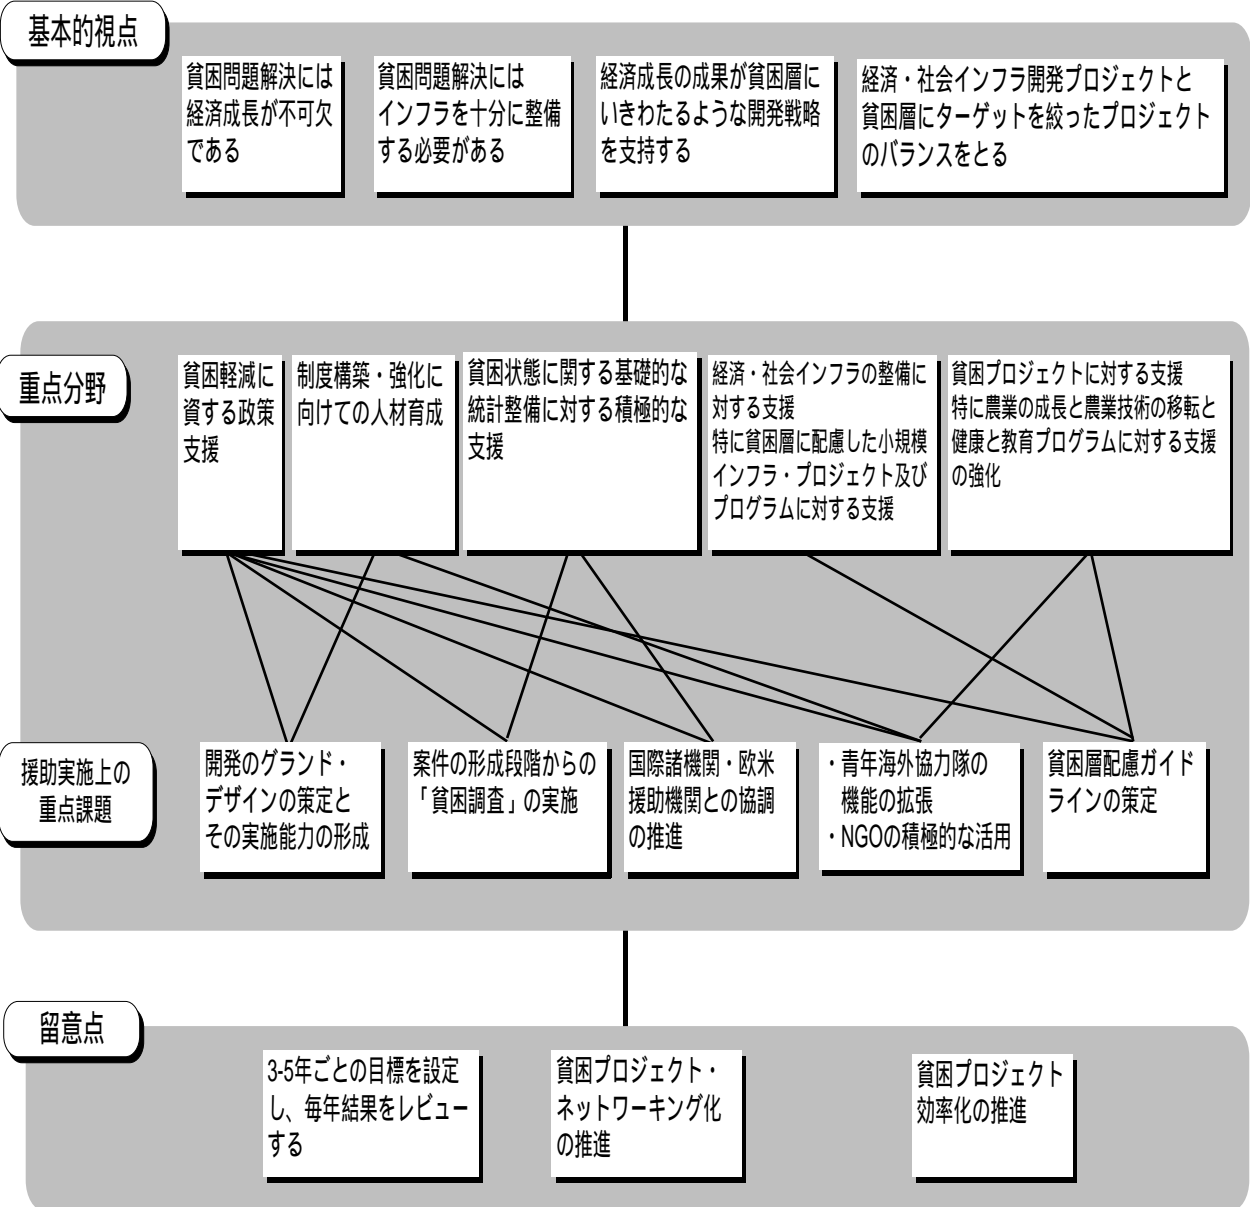 基本的視点
貧困問題解決には
経済成長が不可欠
である
貧困問題解決には
インフラを十分に整備
する必要がある
経済成長の成果が貧困層に
いきわたるような開発戦略
を支持する
経済・社会インフラ開発プロジェクトと
貧困層にターゲットを絞ったプロジェクト
のバランスをとる
重点分野
貧困軽減に
資する政策
支援
制度構築・強化に
向けての人材育成
貧困状態に関する基礎的な
統計整備に対する積極的な
支援
経済・社会インフラの整備に
対する支援
特に貧困層に配慮した小規模
インフラ・プロジェクト及び
プログラムに対する支援
貧困プロジェクトに対する支援
特に農業の成長と農業技術の移転と
健康と教育プログラムに対する支援
の強化
援助実施上の
重点課題
開発のグランド・
デザインの策定と
その実施能力の形成
案件の形成段階からの
「貧困調査」の実施
国際諸機関・欧米
援助機関との協調
の推進
・青年海外協力隊の
機能の拡張
・NGOの積極的な活用
貧困層配慮ガイド
ラインの策定
留意点
3-5年ごとの目標を設定
し、毎年結果をレビュー
する
貧困プロジェクト・
ネットワーキング化
の推進
貧困プロジェクト
効率化の推進